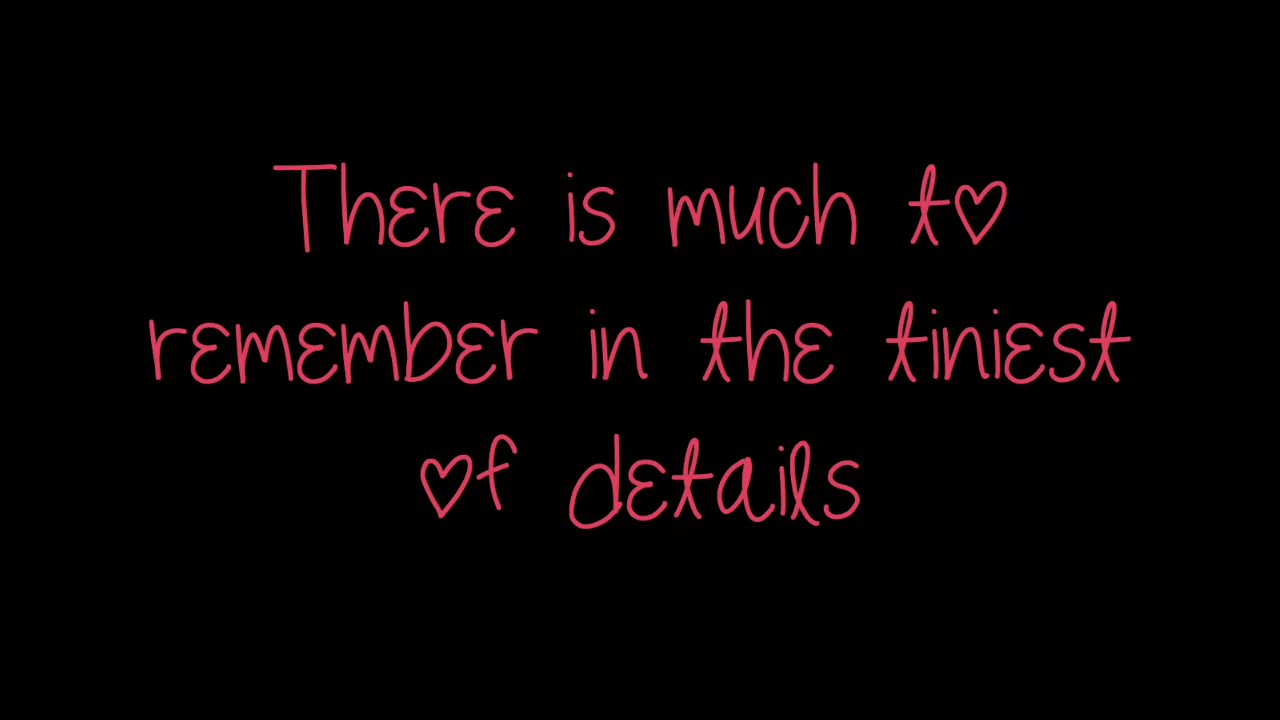 There is much to
remember in the tiniest
of details